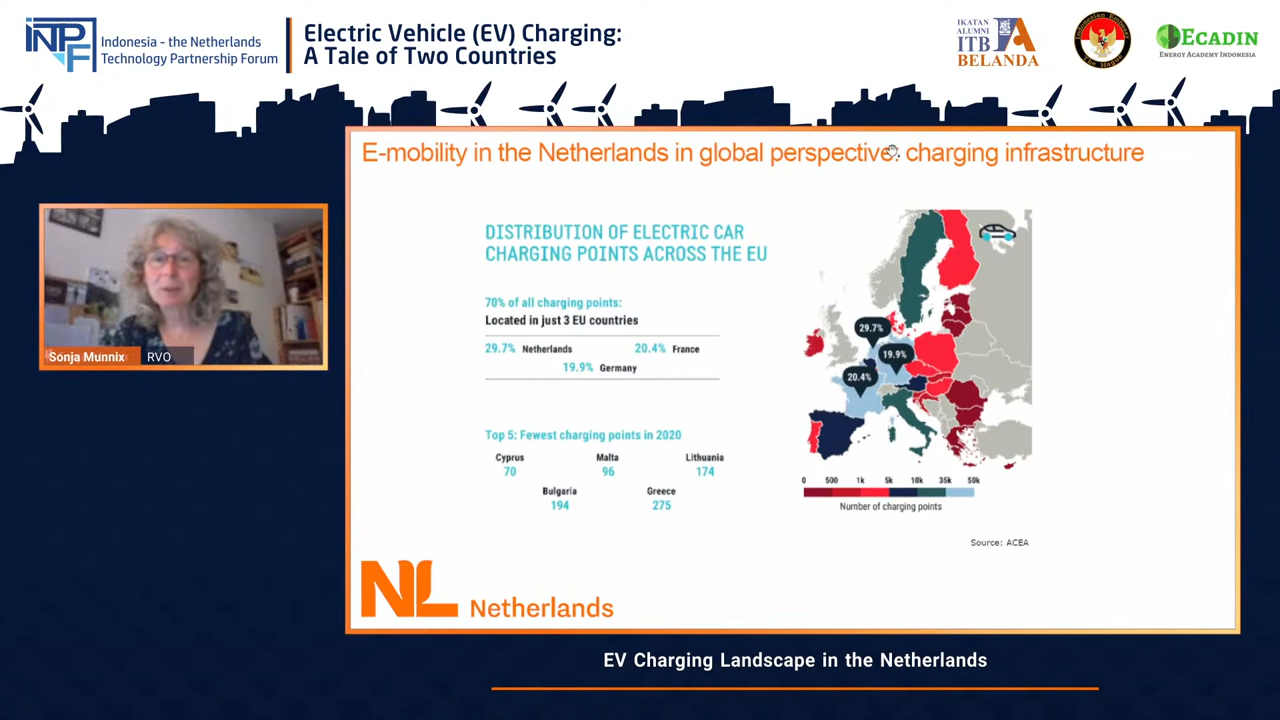 INPF
Indonesia - the Netherlands
Technology Partnership Forum
Electric Vehicle (EV) Charging:
A Tale of Two Countries
IKATAN
ALUMNI
ITB
BELANDA
Indonesian Embassy
The Hague
ECADIN
ENERGY ACADEMY INDONESIA
E-mobility in the Netherlands in global perspective: charging infrastructure
DISTRIBUTION OF ELECTRIC CAR
CHARGING POINTS ACROSS THE EU
70% of all charging points:
Located in just 3 EU countries
29.7% Netherlands 20.4% France
19.9% Germany
Top 5: Fewest charging points in 2020
Cyprus Malta Lithuania
70 96 174
Bulgaria Greece
194 275
29.7%
19.9%
20.4%
0 500 1k 5k 10k 35k 50k
Number of charging points
Source: ACEA
Sonja Munnix RVO
NL Netherlands
EV Charging Landscape in the Netherlands